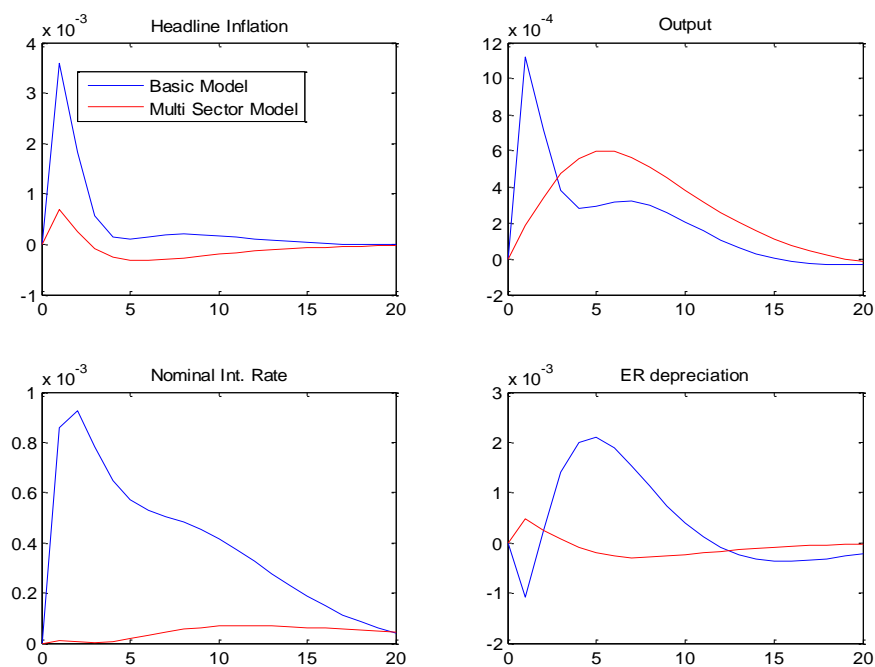 x 10^-3
Headline Inflation
4
3
2
1
0
-1
0 5 10 15 20
Basic Model
Multi Sector Model
x 10^-4
Output
12
10
8
6
4
2
0
-2
0 5 10 15 20
x 10^-3
Nominal Int. Rate
1
0.8
0.6
0.4
0.2
0
0 5 10 15 20
x 10^-3
ER depreciation
3
2
1
0
-1
-2
0 5 10 15 20